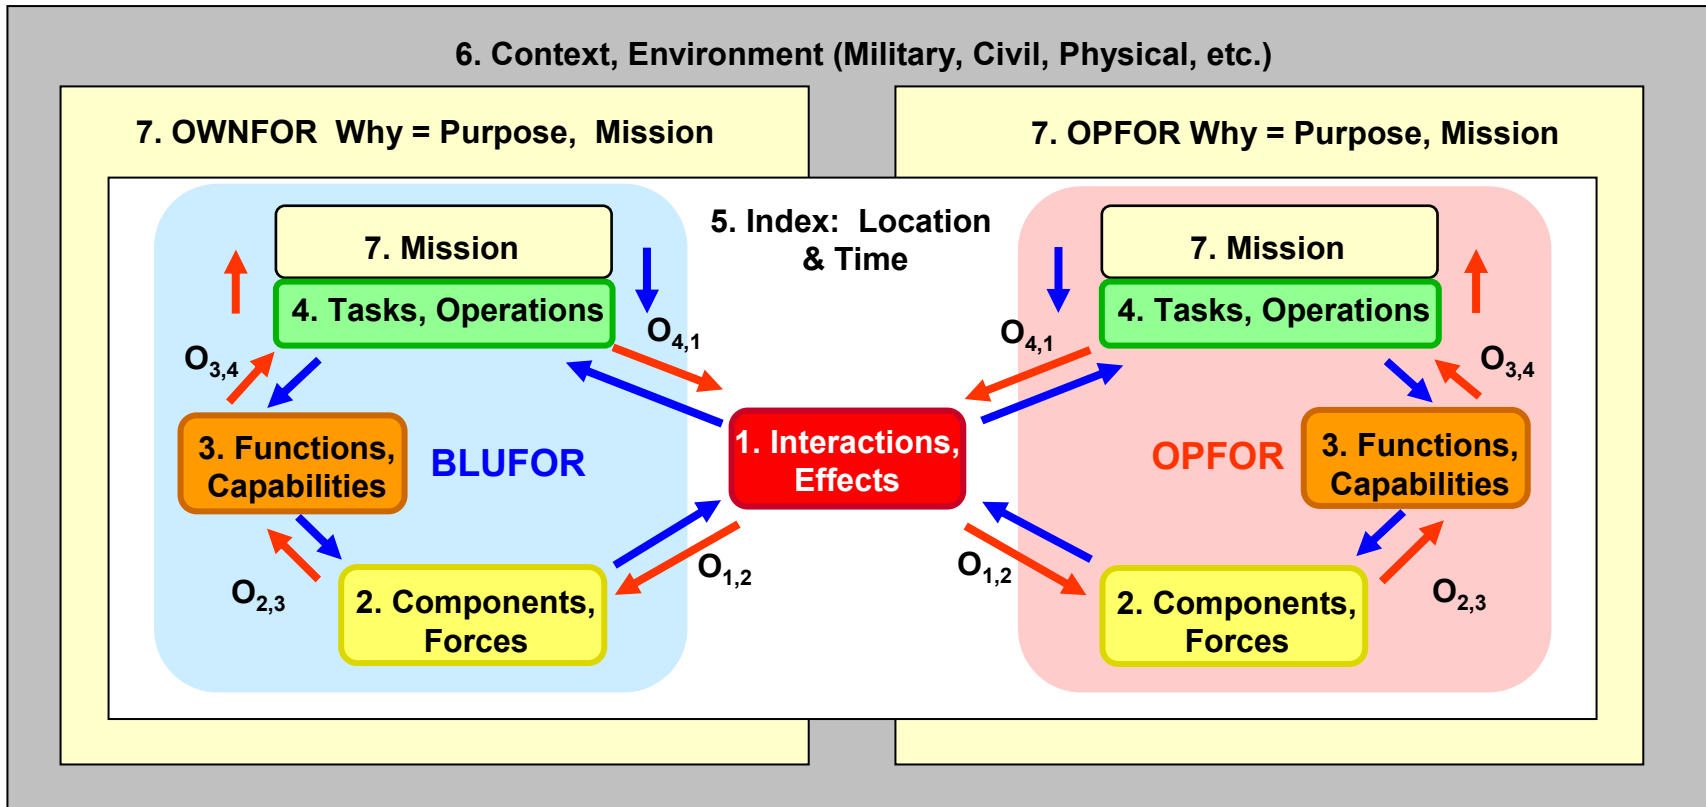 6. Context, Environment (Military, Civil, Physical, etc.)
7. OWNFOR  Why = Purpose,  Mission
7. OPFOR Why = Purpose, Mission
5. Index:  Location
& Time
7. Mission
4. Tasks, Operations
O4,1
O3,4
3. Functions,
Capabilities
BLUFOR
O2,3
2. Components,
Forces
O1,2
1. Interactions,
Effects
7. Mission
4. Tasks, Operations
O4,1
O3,4
OPFOR
3. Functions,
Capabilities
O1,2
2. Components,
Forces
O2,3